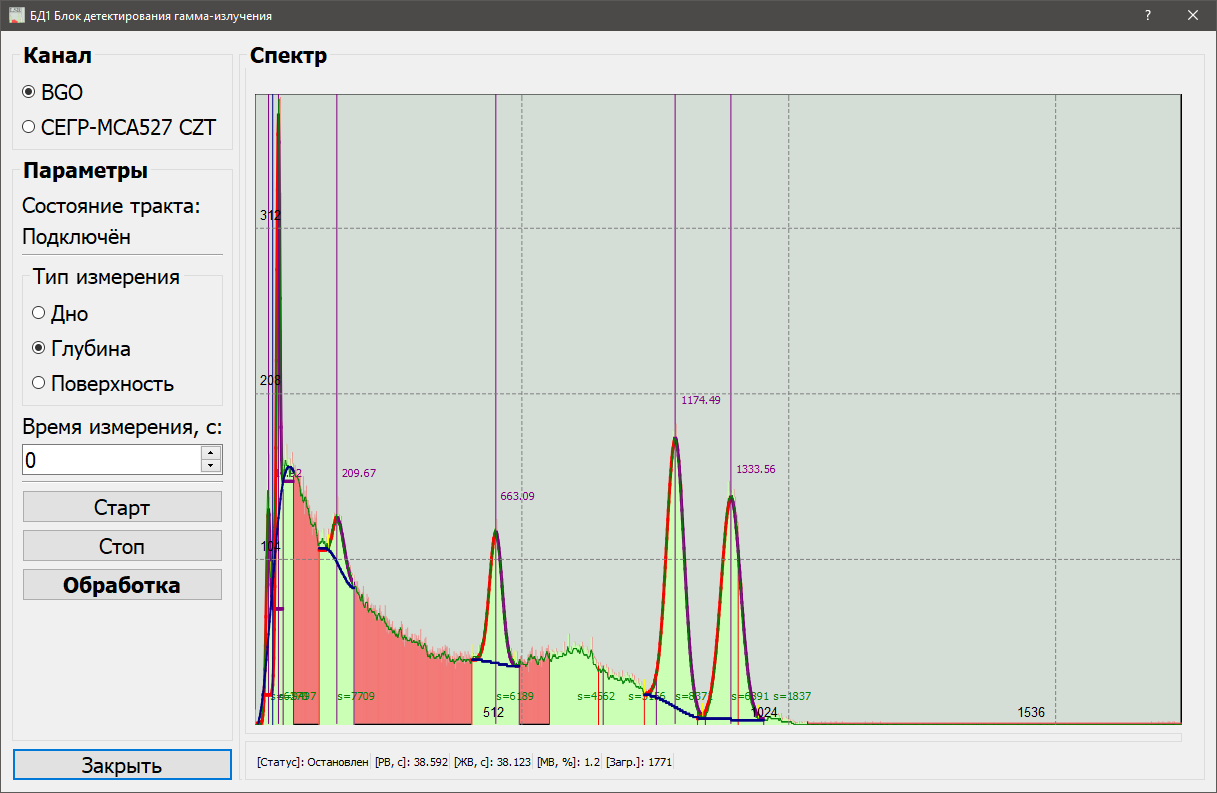 БД1 Блок детектирования гамма-излучения
?
Канал
BGO
СЕГР-МСА527 CZT
Параметры
Состояние тракта:
Подключён
Тип измерения
Дно
Глубина
Поверхность
Время измерения, с:
0
Старт
Стоп
Обработка
Закрыть
Спектр
312
208
104
209.67
663.09
1174.49
1333.56
s=7709
s=6189
s=4562
s=1837
512
1024
1536
[Статус]: Остановлен [РВ, с]: 38.592 [ЖВ, с]: 38.123 [МВ, %]: 1.2 [Загр.]: 1771